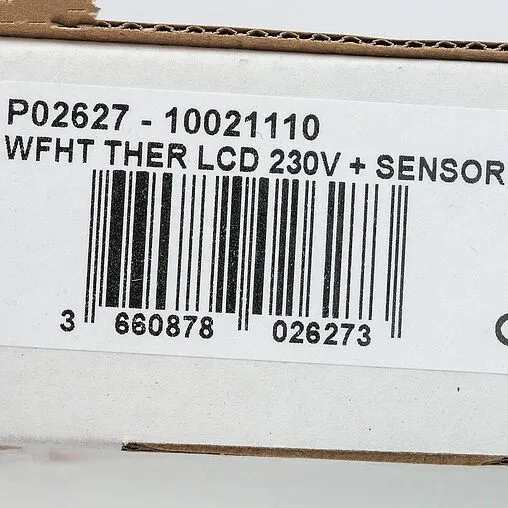 P02627 - 10021110
WFHT THER LCD 230V + SENSOR
3 660878 026273